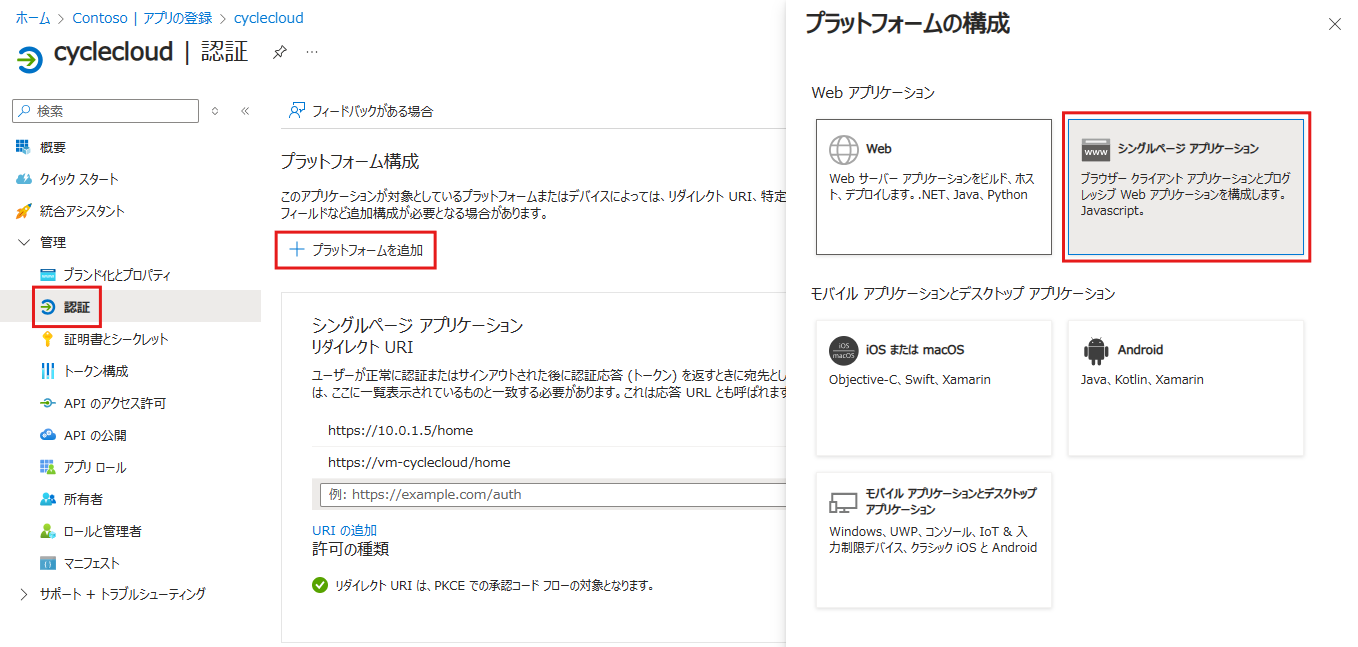 ホーム > Contoso | アプリの登録 > cyclecloud
cyclecloud | 認証
検索
概要
クイック スタート
統合アシスタント
管理
ブランド化とプロパティ
認証
証明書とシークレット
トークン構成
API のアクセス許可
API の公開
アプリ ロール
所有者
ロールと管理者
マニフェスト
サポート + トラブルシューティング
フィードバックがある場合
プラットフォーム構成
このアプリケーションが対象としているプラットフォームまたはデバイスによっては、リダイレクト URI、特定
フィールドなど追加構成が必要となる場合があります。
プラットフォームを追加
シングルページ アプリケーション
リダイレクト URI
ユーザーが正常に認証またはサインアウトされた後に認証応答 (トークン) を返すときに宛先とし
は、ここに一覧表示されているものと一致する必要があります。これは応答 URL とも呼ばれます
https://10.0.1.5/home
https://vm-cyclecloud/home
例: https://example.com/auth
URI の追加
許可の種類
リダイレクト URI は、PKCE での承認コード フローの対象となります。
プラットフォームの構成
Web アプリケーション
Web
Web サーバー アプリケーションをビルド、ホス
ト、デプロイします。.NET、Java、Python
www
シングルページ アプリケーション
ブラウザー クライアント アプリケーションとプログ
レッシブ Web アプリケーションを構成します。
Javascript。
モバイル アプリケーションとデスクトップ アプリケーション
iOS
macOS
iOS または macOS
Objective-C、Swift、Xamarin
Android
Java、Kotlin、Xamarin
モバイル アプリケーションとデスクトップ
アプリケーション
Windows、UWP、コンソール、IoT & 入
力制限デバイス、クラシック iOS と Android